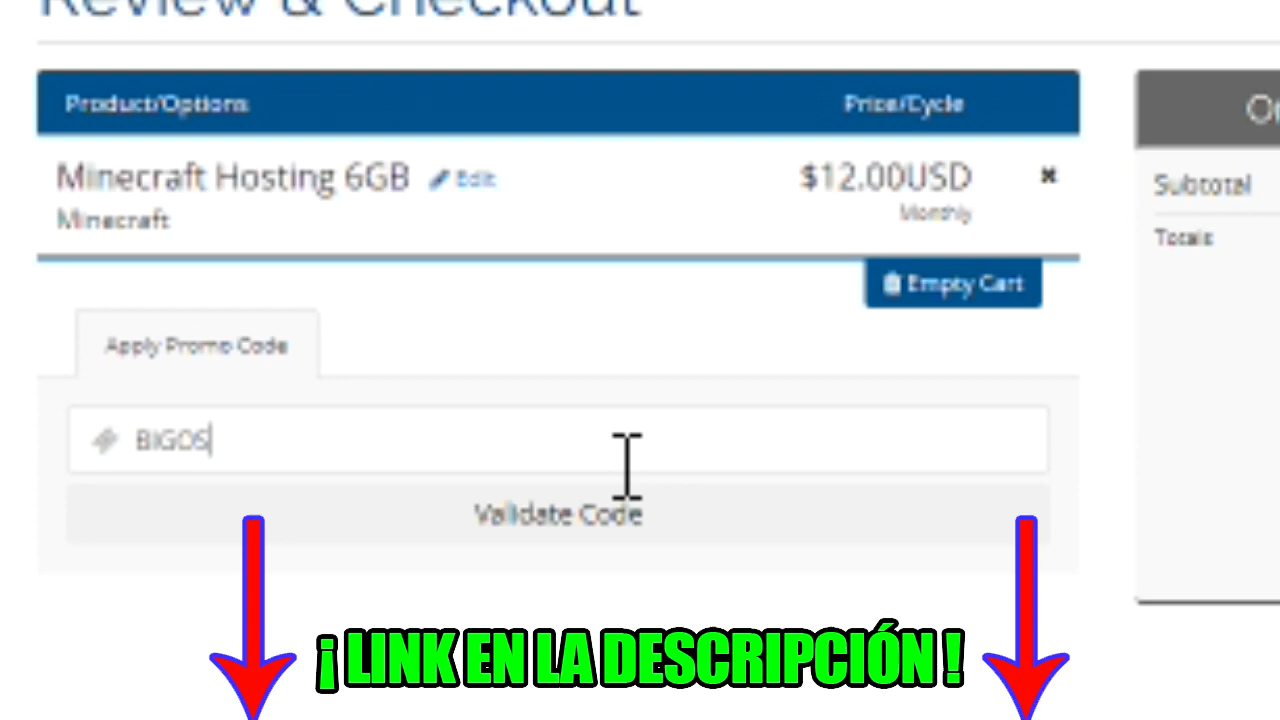 Review & Checkout
Product/Options Price/Cycle
Minecraft Hosting 6GB Edit $12.00USD
Minecraft Monthly
Subtotal
Totals
Empty Cart
Apply Promo Code
BIGOS
Validate Code
¡ LINK EN LA DESCRIPCIÓN !